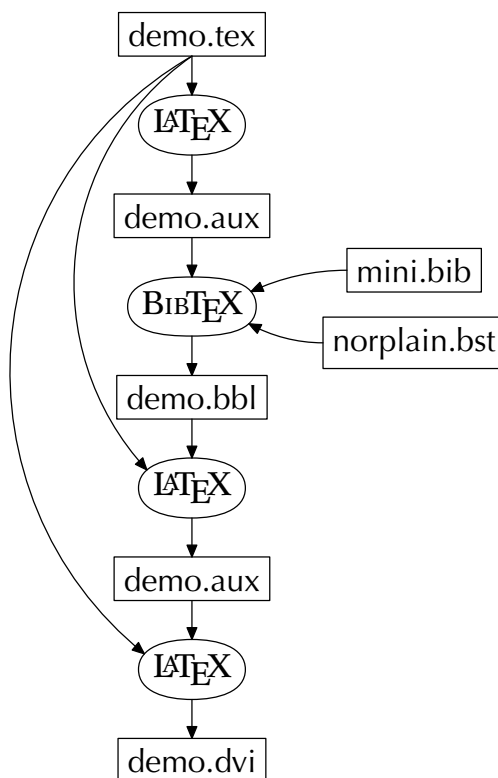 demo.tex
LATEX
demo.aux
BIBTEX
mini.bib
norplain.bst
demo.bbl
LATEX
demo.aux
LATEX
demo.dvi